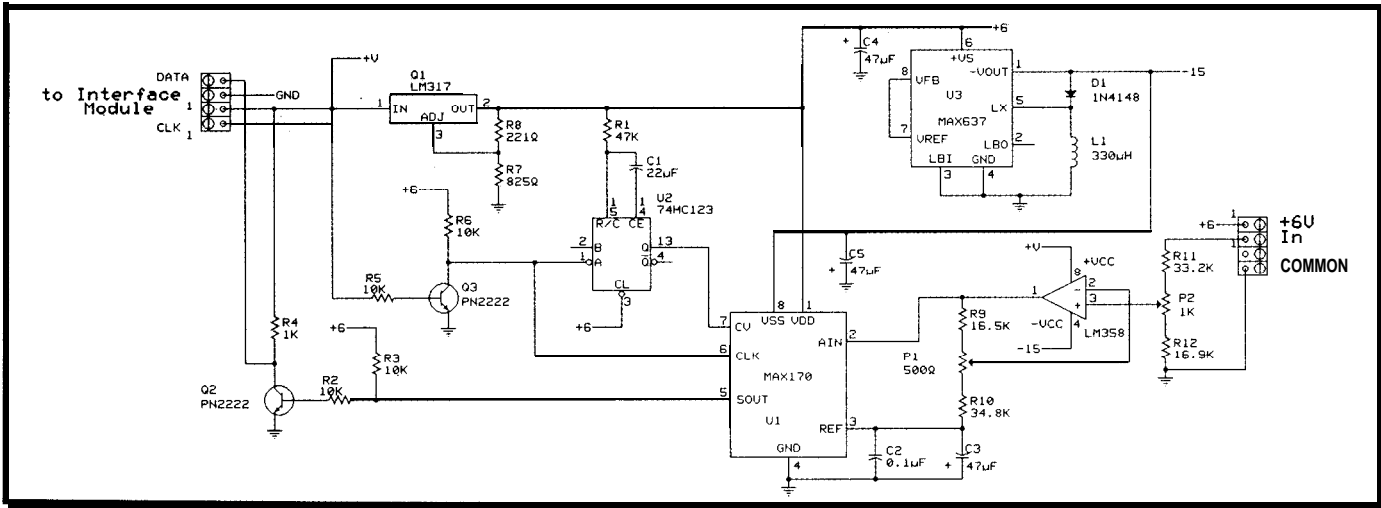 to Interface
Module
DATA
GND
1
CLK
1
+V
Q1
LM317
1
IN
OUT
2
ADJ
3
R8
221Ω
R7
825Ω
R1
47K
C1
22µF
U2
74HC123
1
5
1
4
R/C
CE
2
B
1
A
Q
13
Q
4
CL
3
+6
+6
R6
10K
R5
10K
Q3
PN2222
R4
1K
+6
R3
10K
R2
10K
Q2
PN2222
+6
+
C4
47µF
6
+VS
8
VFB
7
VREF
U3
MAX637
-VOUT
1
LX
5
LBO
2
LBI
3
GND
4
D1
1N4148
L1
330µH
-15
+
C5
47µF
8
1
VSS
VDD
7
CV
6
CLK
5
SOUT
MAX170
U1
AIN
2
REF
3
GND
4
R9
16.5K
P1
500Ω
R10
34.8K
C2
0.1µF
+
C3
47µF
+V
+VCC
8
1
-
2
+
3
-VCC
4
LM358
-15
R11
33.2K
P2
1K
R12
16.9K
+6
1
1
+6V
In
COMMON